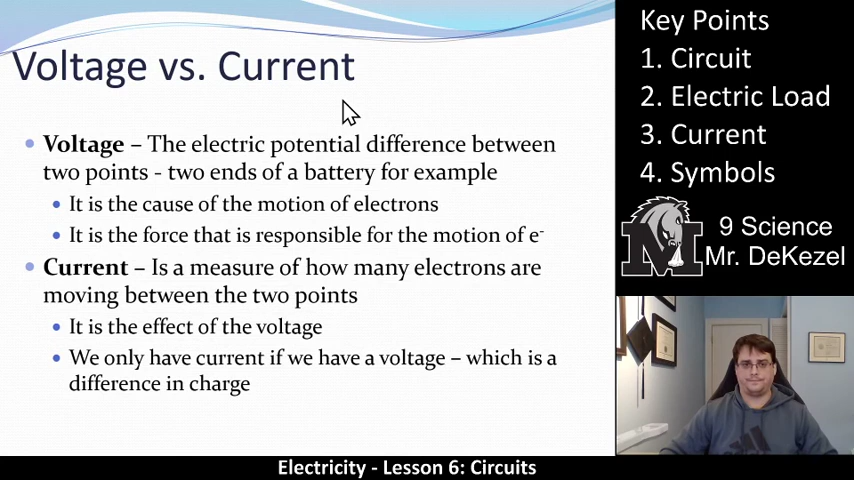 Voltage vs. Current
• Voltage – The electric potential difference between
two points - two ends of a battery for example
• It is the cause of the motion of electrons
• It is the force that is responsible for the motion of e⁻
• Current – Is a measure of how many electrons are
moving between the two points
• It is the effect of the voltage
• We only have current if we have a voltage – which is a
difference in charge
Key Points
1. Circuit
2. Electric Load
3. Current
4. Symbols
M
9 Science
Mr. DeKezel
Electricity - Lesson 6: Circuits